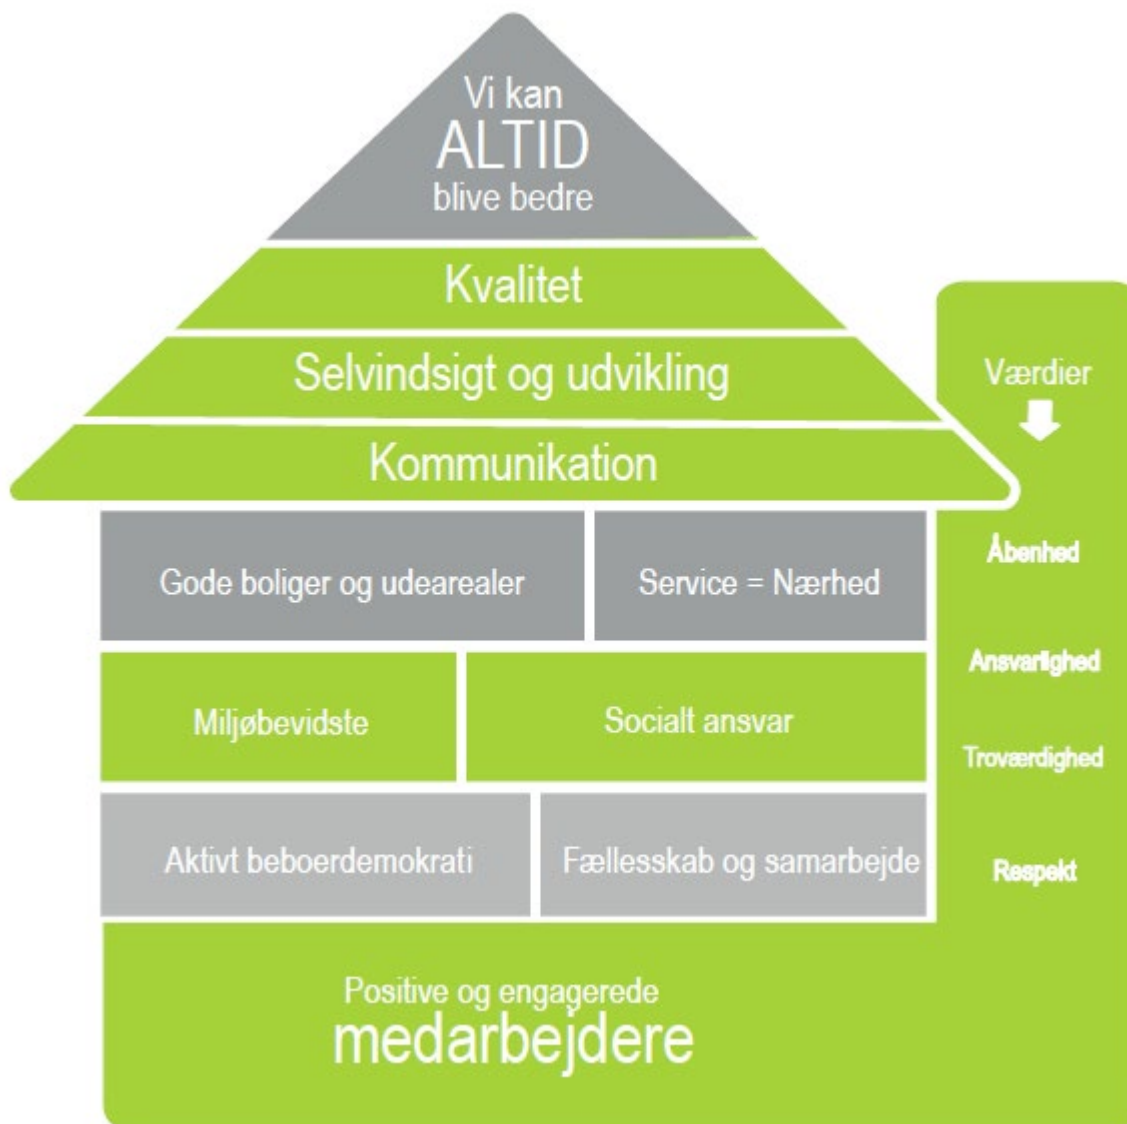 Vi kan
ALTID
blive bedre
Kvalitet
Selvindsigt og udvikling
Kommunikation
Gode boliger og udearealer
Service = Nærhed
Miljøbevidste
Socialt ansvar
Aktivt beboerdemokrati
Fællesskab og samarbejde
Positive og engagerede
medarbejdere
Værdier
Åbenhed
Ansvarlighed
Troværdighed
Respekt